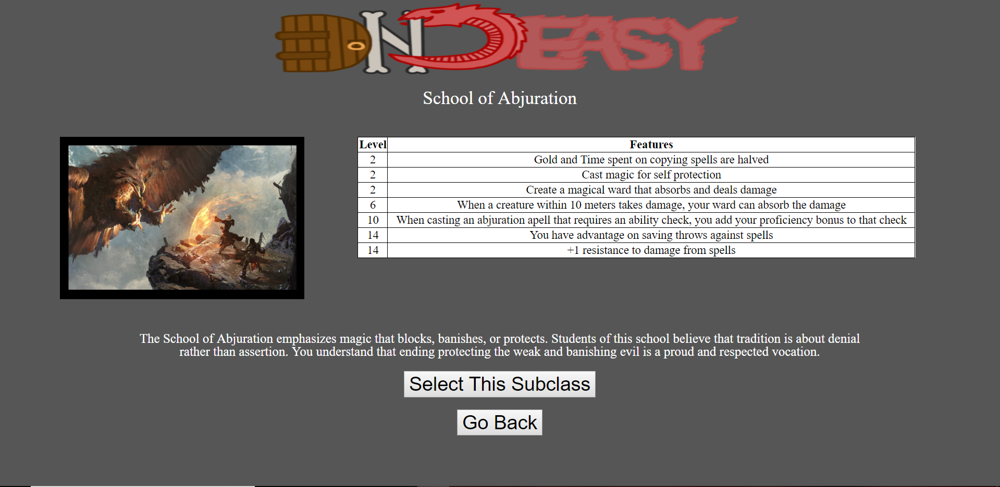 DNDEASY
School of Abjuration
Level Features
2 Gold and Time spent on copying spells are halved
2 Cast magic for self protection
2 Create a magical ward that absorbs and deals damage
6 When a creature within 10 meters takes damage, your ward can absorb the damage
10 When casting an abjuration apell that requires an ability check, you add your proficiency bonus to that check
14 You have advantage on saving throws against spells
14 +1 resistance to damage from spells
The School of Abjuration emphasizes magic that blocks, banishes, or protects. Students of this school believe that tradition is about denial
rather than assertion. You understand that ending protecting the weak and banishing evil is a proud and respected vocation.
Select This Subclass
Go Back